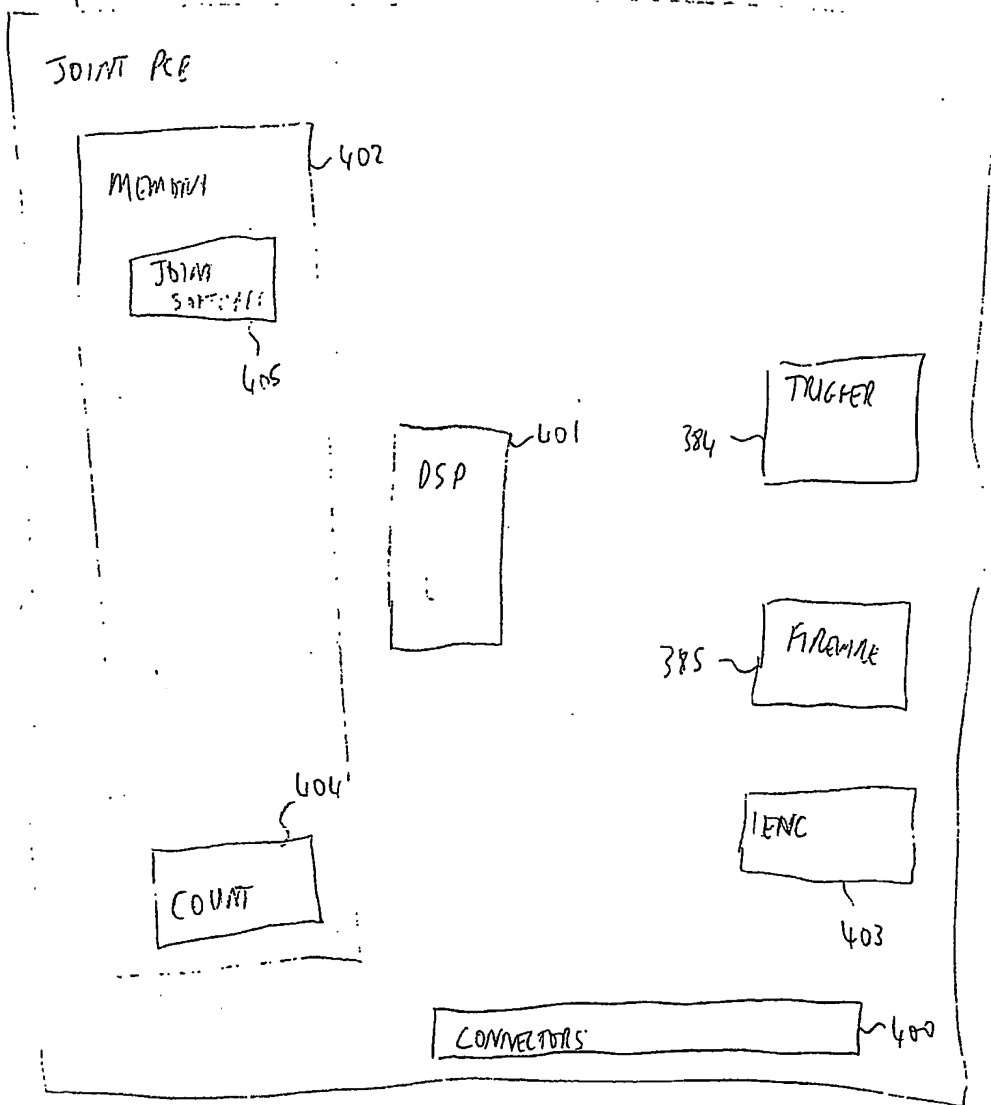 JOINT PCB
402
MEMORY
JOINT
SOFTWARE
405
401
DSP
TRIGGER
384
FIREWIRE
385
404
COUNT
IENC
403
CONNECTORS
400